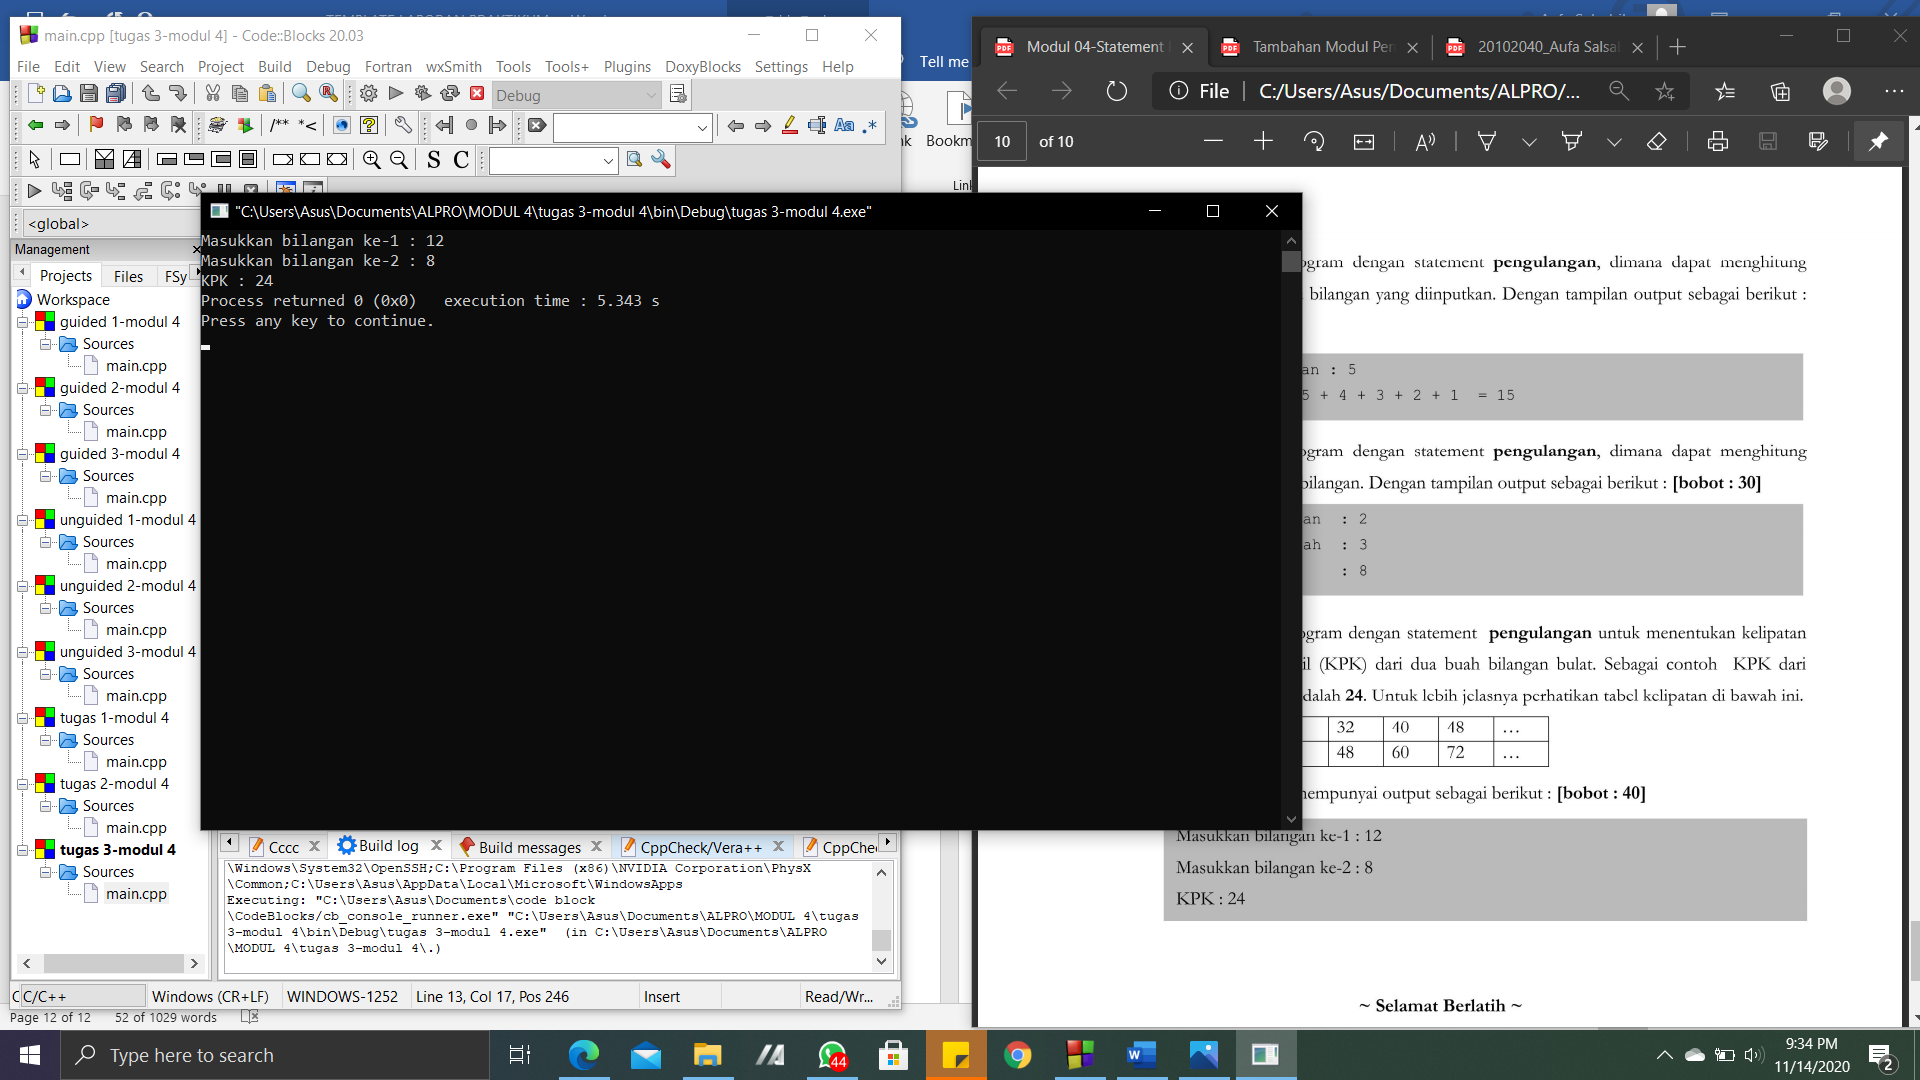 main.cpp [tugas 3-modul 4] - Code::Blocks 20.03
File Edit View Search Project Build Debug Fortran wxSmith Tools Tools+ Plugins DoxyBlocks Settings Help
Debug
/** *<
Aa .*
S C
<global>
Management
Projects Files FSy
Workspace
guided 1-modul 4
Sources
main.cpp
guided 2-modul 4
Sources
main.cpp
guided 3-modul 4
Sources
main.cpp
unguided 1-modul 4
Sources
main.cpp
unguided 2-modul 4
Sources
main.cpp
unguided 3-modul 4
Sources
main.cpp
tugas 1-modul 4
Sources
main.cpp
tugas 2-modul 4
Sources
main.cpp
tugas 3-modul 4
Sources
main.cpp
"C:\Users\Asus\Documents\ALPRO\MODUL 4\tugas 3-modul 4\bin\Debug\tugas 3-modul 4.exe"
Masukkan bilangan ke-1 : 12
Masukkan bilangan ke-2 : 8
KPK : 24
Process returned 0 (0x0)   execution time : 5.343 s
Press any key to continue.
Cccc Build log Build messages CppCheck/Vera++ CppChe
\Windows\System32\OpenSSH;C:\Program Files (x86)\NVIDIA Corporation\PhysX
\Common;C:\Users\Asus\AppData\Local\Microsoft\WindowsApps
Executing: "C:\Users\Asus\Documents\code block
\CodeBlocks/cb_console_runner.exe" "C:\Users\Asus\Documents\ALPRO\MODUL 4\tugas
3-modul 4\bin\Debug\tugas 3-modul 4.exe"  (in C:\Users\Asus\Documents\ALPRO
\MODUL 4\tugas 3-modul 4\.)
C/C++ Windows (CR+LF) WINDOWS-1252 Line 13, Col 17, Pos 246 Insert Read/Wr...
Page 12 of 12 52 of 1029 words
Tell me
nk Bookm
Lin
Modul 04-Statement Tambahan Modul Per 20102040_Aufa Salsal
File C:/Users/Asus/Documents/ALPRO/...
10 of 10
ogram dengan statement pengulangan, dimana dapat menghitung
bilangan yang diinputkan. Dengan tampilan output sebagai berikut :
an : 5
5 + 4 + 3 + 2 + 1  = 15
ogram dengan statement pengulangan, dimana dapat menghitung
bilangan. Dengan tampilan output sebagai berikut : [bobot : 30]
an : 2
ah : 3
: 8
ogram dengan statement pengulangan untuk menentukan kelipatan
il (KPK) dari dua buah bilangan bulat. Sebagai contoh KPK dari
dalah 24. Untuk lebih jelasnya perhatikan tabel kelipatan di bawah ini.
32 40 48 ...
48 60 72 ...
mempunyai output sebagai berikut : [bobot : 40]
Masukkan bilangan ke-1 : 12
Masukkan bilangan ke-2 : 8
KPK : 24
~ Selamat Berlatih ~
Type here to search
44
9:34 PM
11/14/2020
2